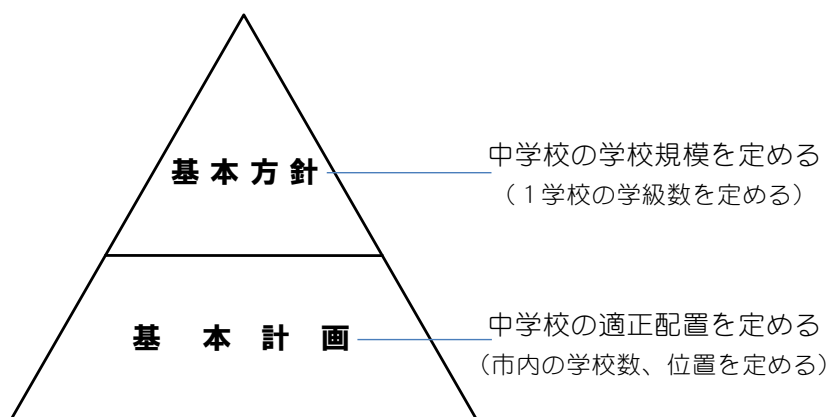 基本方針
中学校の学校規模を定める
（１学校の学級数を定める）
基本計画
中学校の適正配置を定める
（市内の学校数、位置を定める）